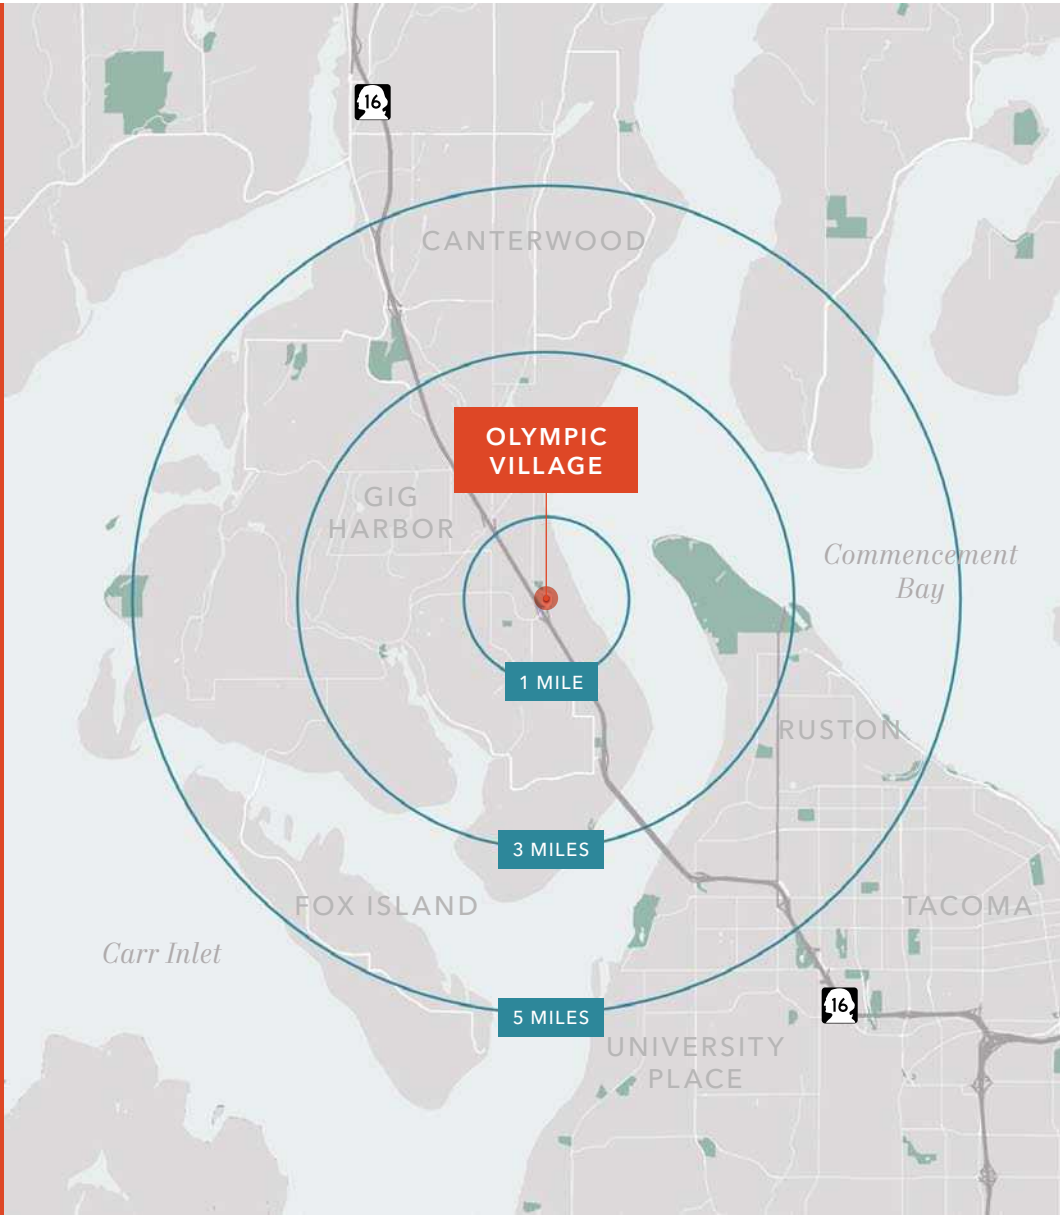 16
CANTERWOOD
OLYMPIC
VILLAGE
GIG
HARBOR
Commencement
Bay
1 MILE
RUSTON
3 MILES
FOX ISLAND
TACOMA
Carr Inlet
16
5 MILES
UNIVERSITY
PLACE